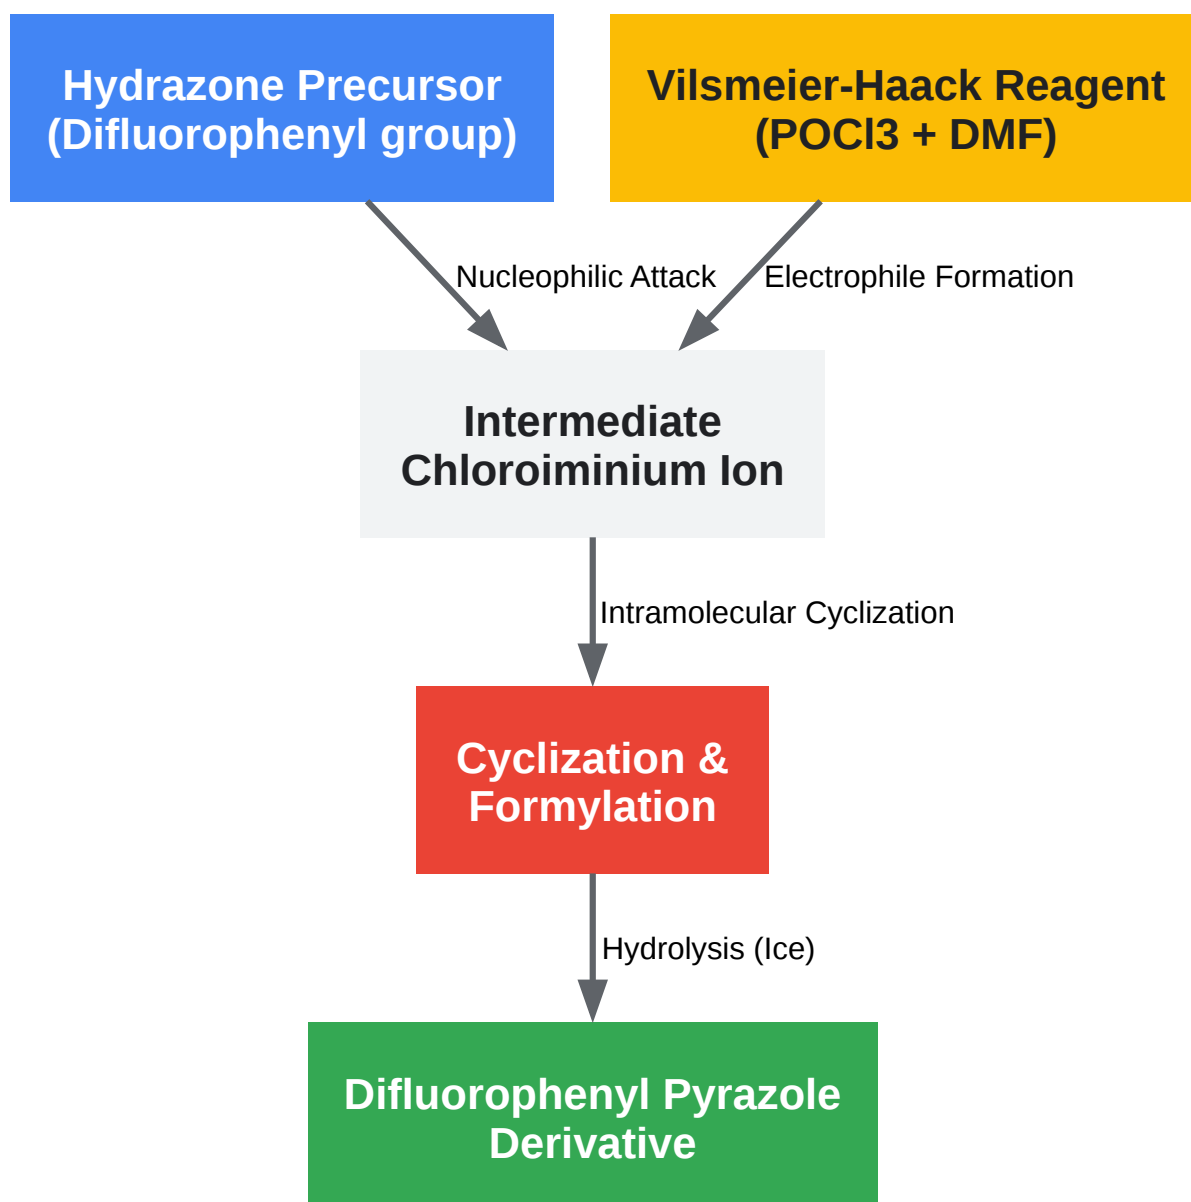 Hydrazone Precursor
(Difluorophenyl group)
Vilsmeier-Haack Reagent
(POCl3 + DMF)
Nucleophilic Attack
Electrophile Formation
Intermediate
Chloroiminium Ion
Intramolecular Cyclization
Cyclization &
Formylation
Hydrolysis (Ice)
Difluorophenyl Pyrazole
Derivative